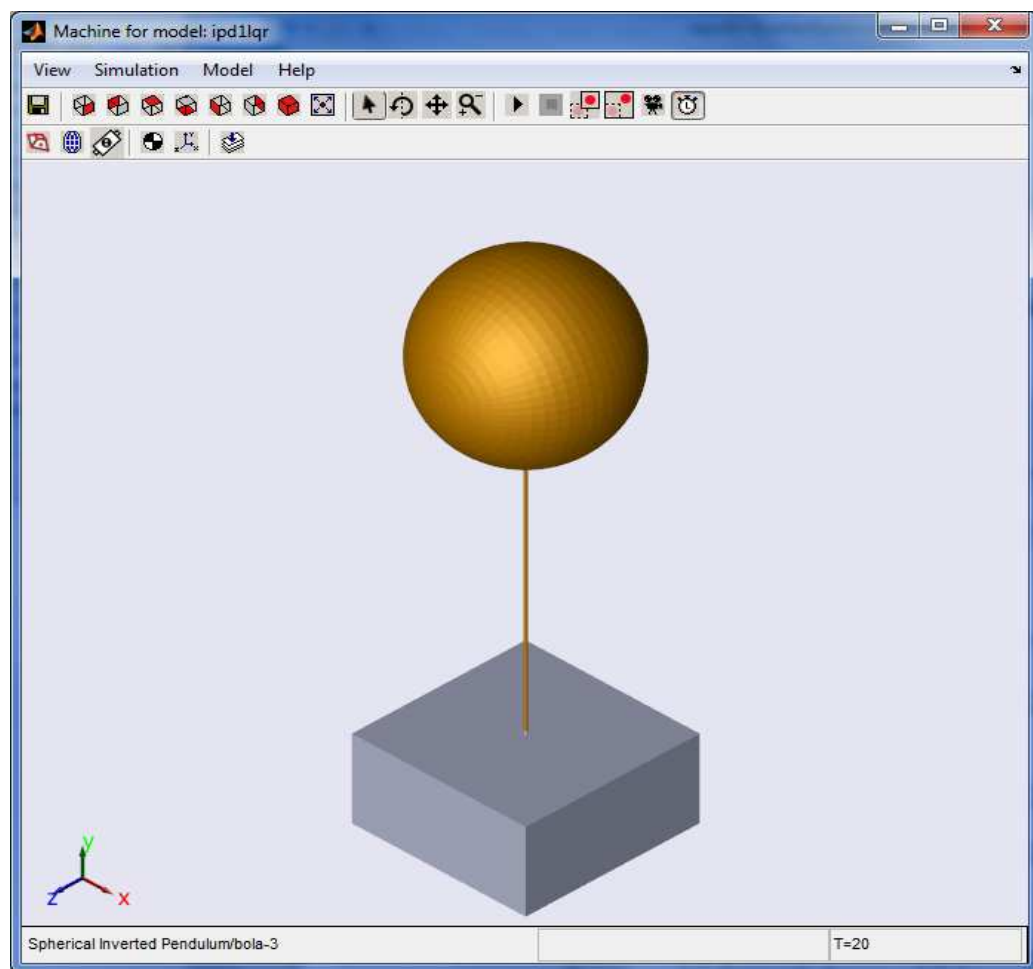 Machine for model: ipd1lqr
View Simulation Model Help
y
z x
Spherical Inverted Pendulum/bola-3 T=20